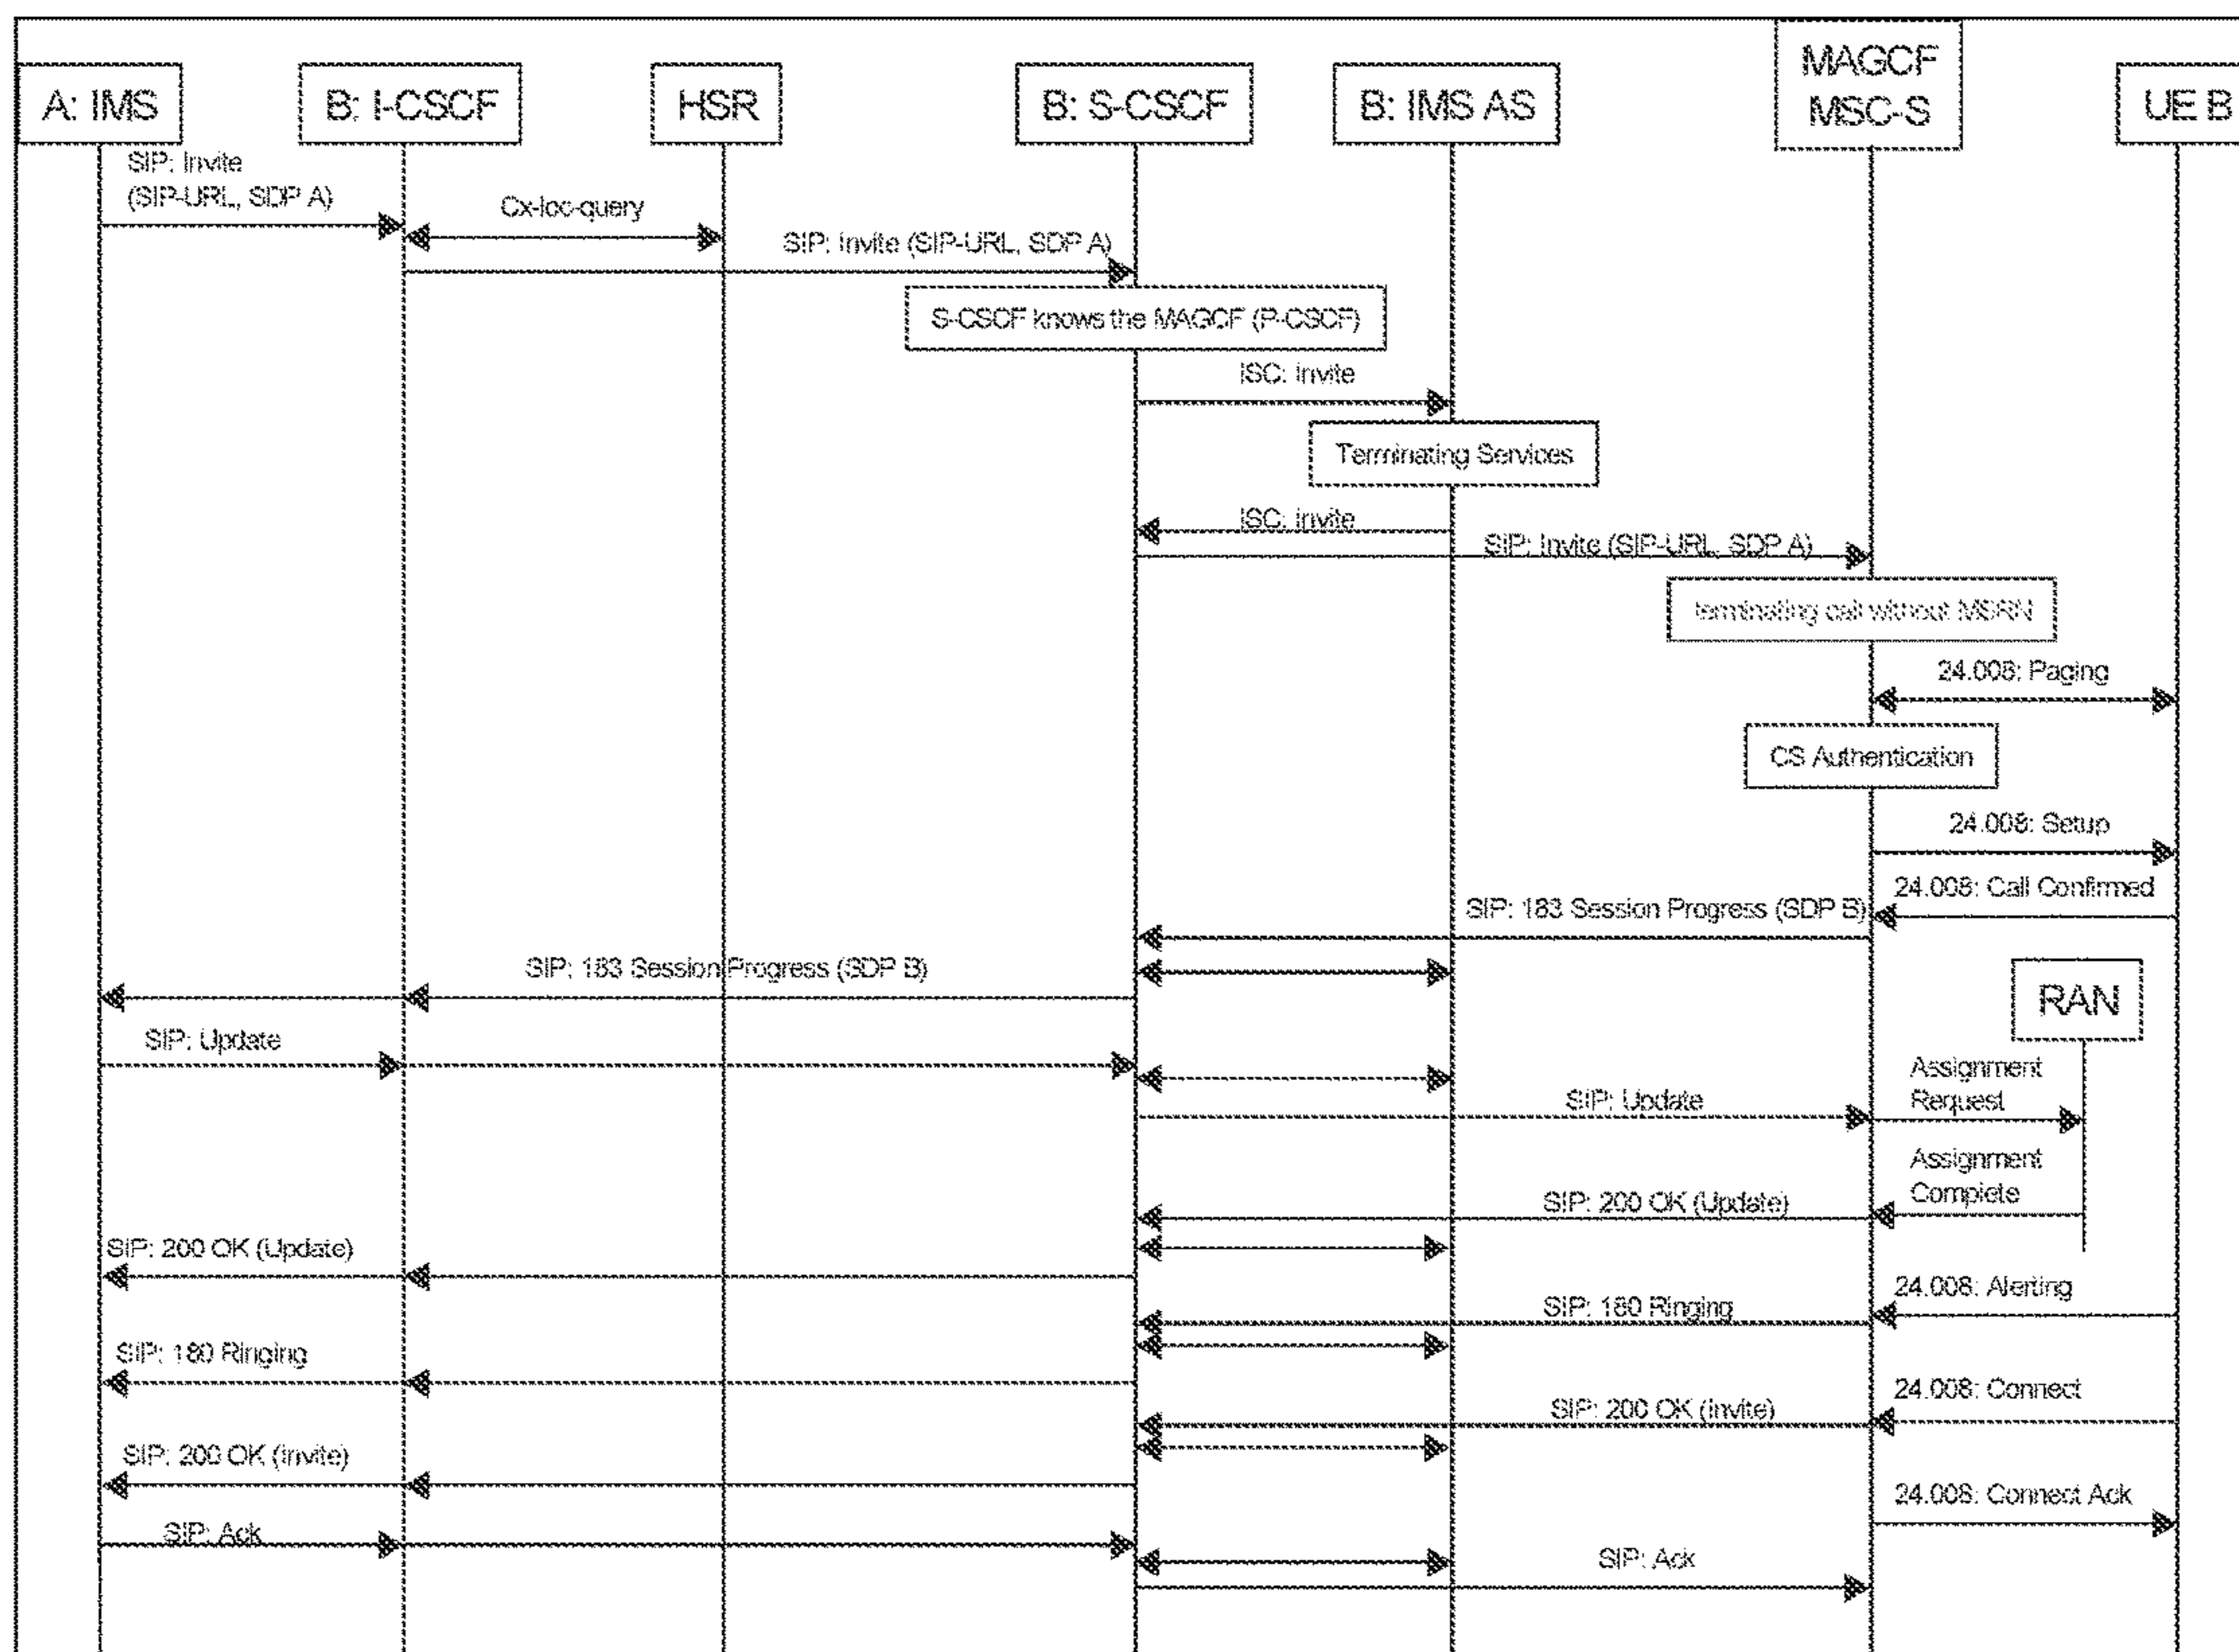 A: IMS
B: I-CSCF
HSR
B: S-CSCF
B: IMS AS
MAGCF
MSC-S
UE B
SIP: Invite
(SIP-URL, SDP A)
Cx-loc-query
SIP: Invite (SIP-URL, SDP A)
S-CSCF knows the MAGCF (P-CSCF)
ISC: Invite
Terminating Services
ISC: Invite
SIP: Invite (SIP-URL, SDP A)
terminating call without MSRN
24.008: Paging
CS Authentication
24.008: Setup
24.008: Call Confirmed
SIP: 183 Session Progress (SDP B)
SIP: 183 Session Progress (SDP B)
RAN
SIP: Update
Assignment
Request
SIP: Update
Assignment
Complete
SIP: 200 OK (Update)
SIP: 200 OK (Update)
24.008: Alerting
SIP: 180 Ringing
SIP: 180 Ringing
24.008: Connect
SIP: 200 OK (Invite)
SIP: 200 OK (Invite)
24.008: Connect Ack
SIP: Ack
SIP: Ack